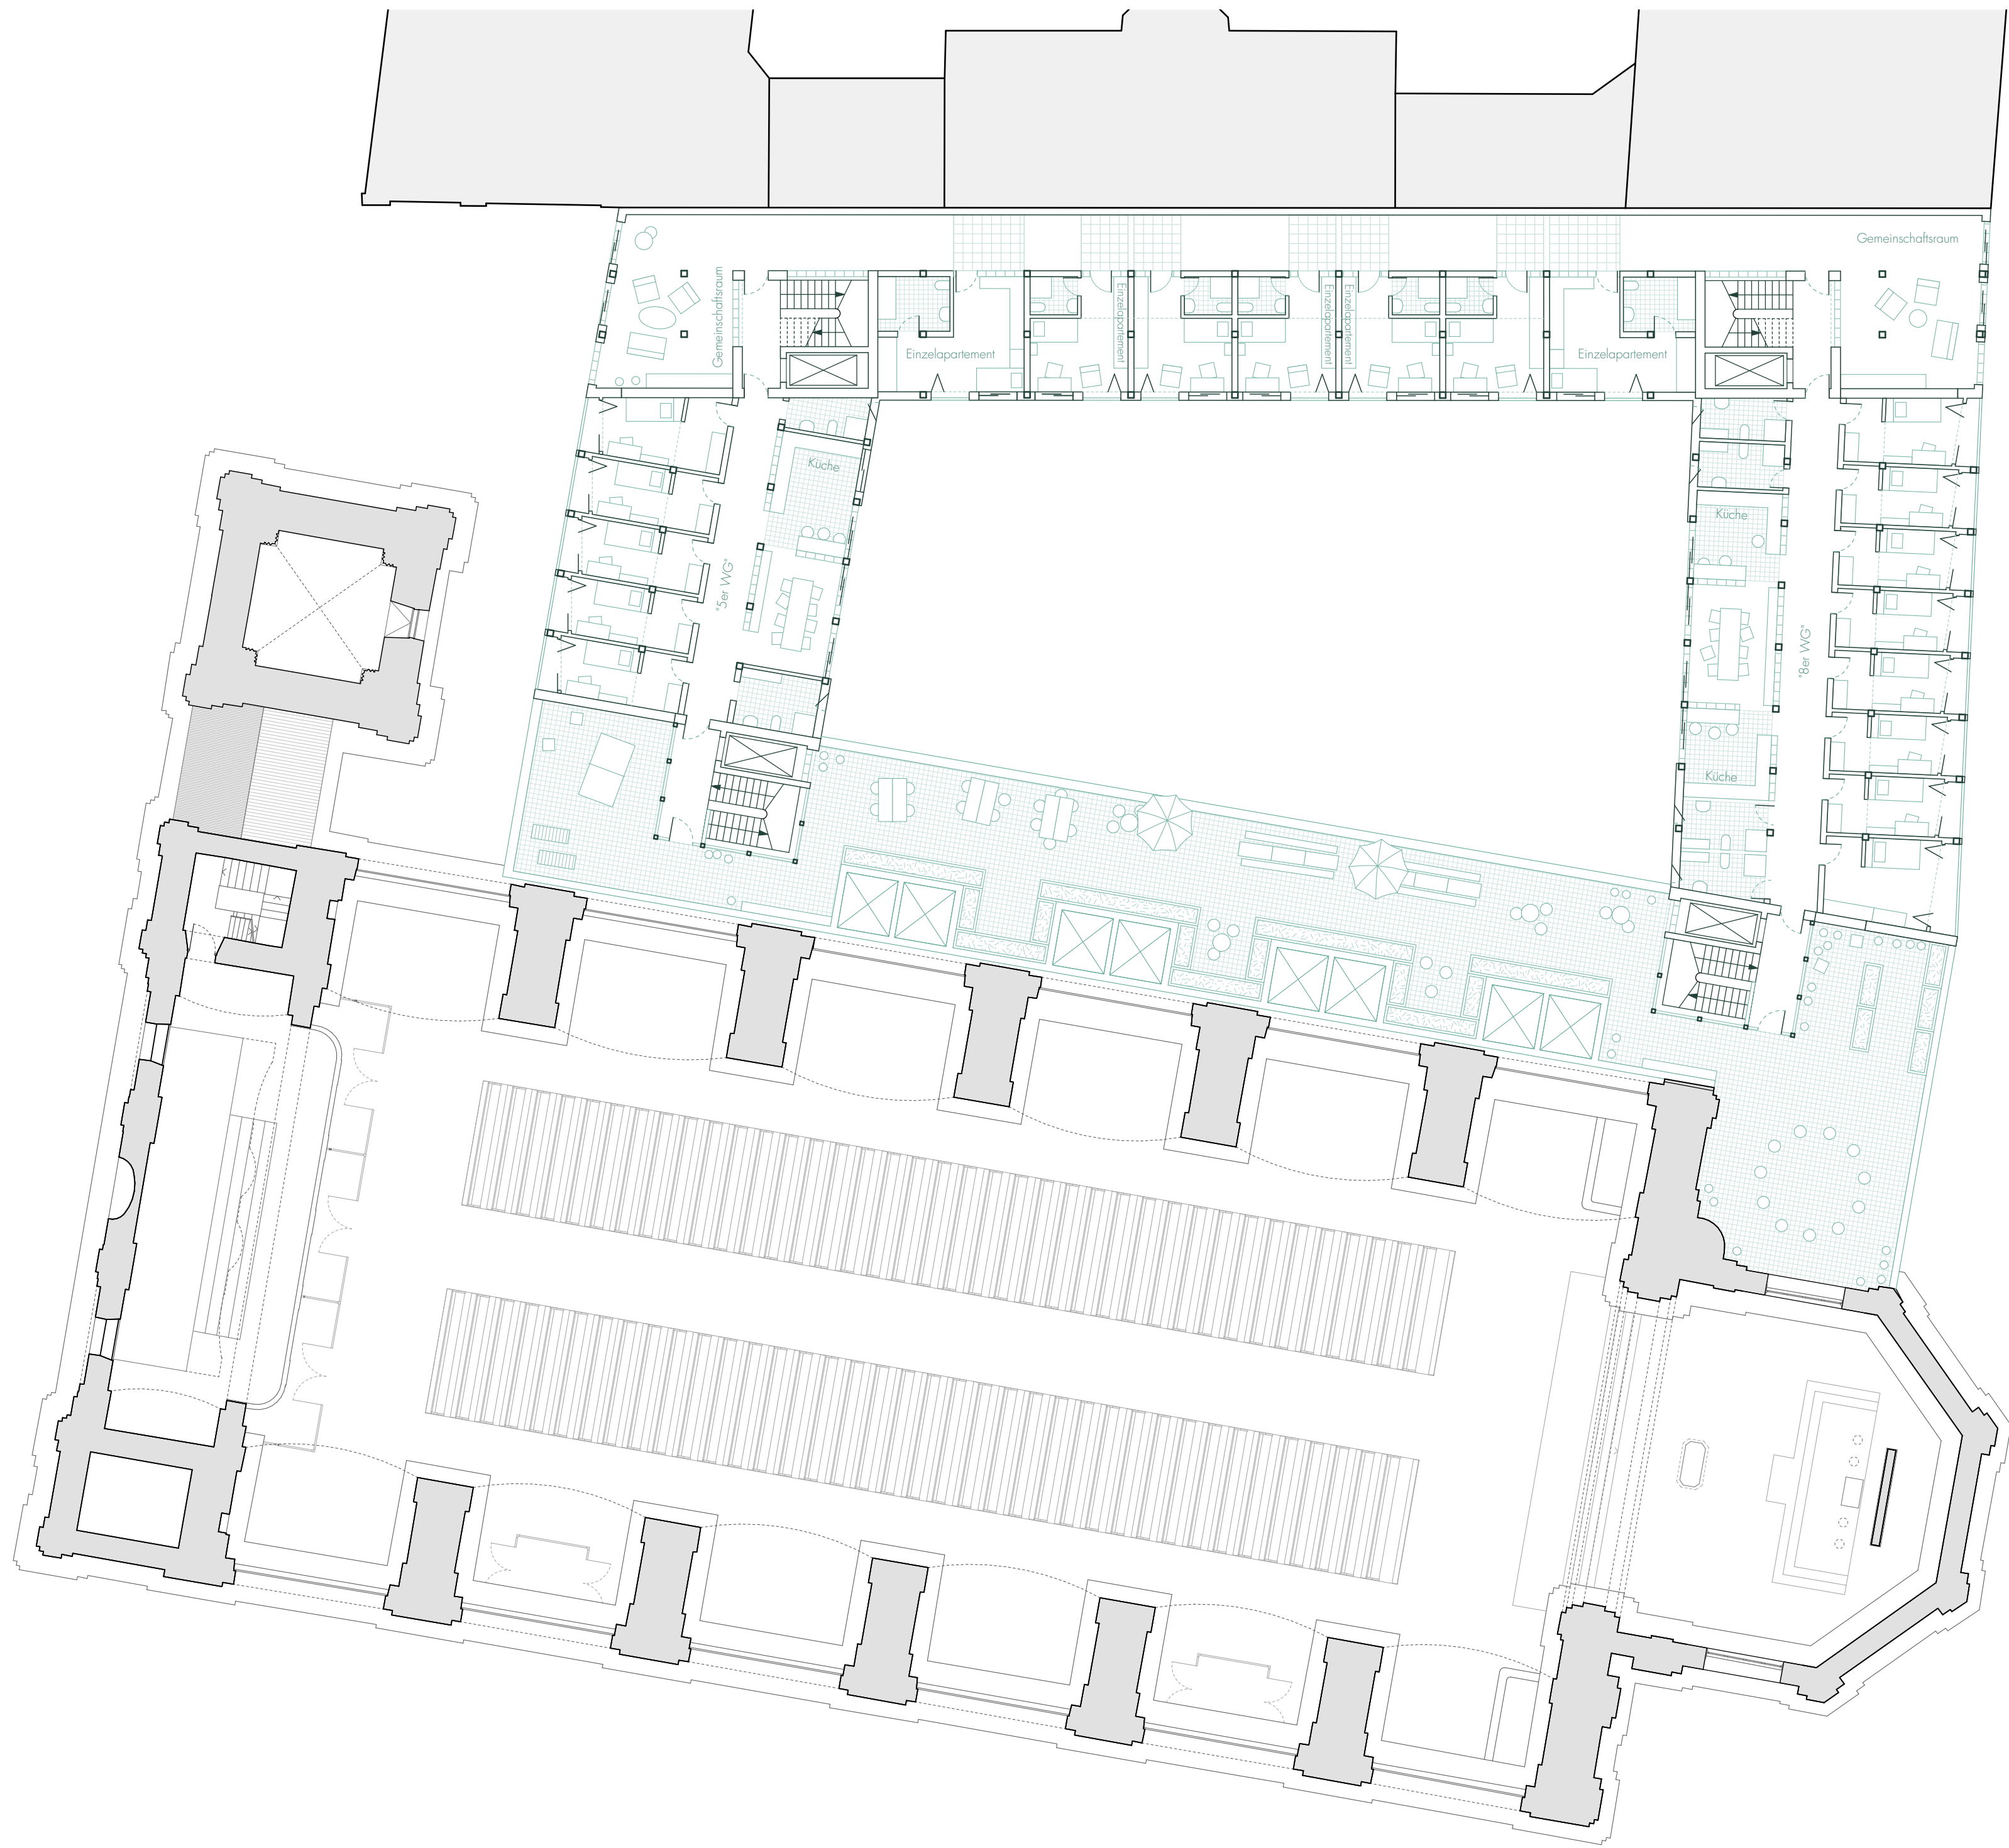 Gemeinschaftsraum
Gemeinschaftsraum
Einzelapartement
Einzelapartement
Einzelapartement
Einzelapartement
Einzelapartement
Küche
"5er WG"
Küche
"8er WG"
Küche